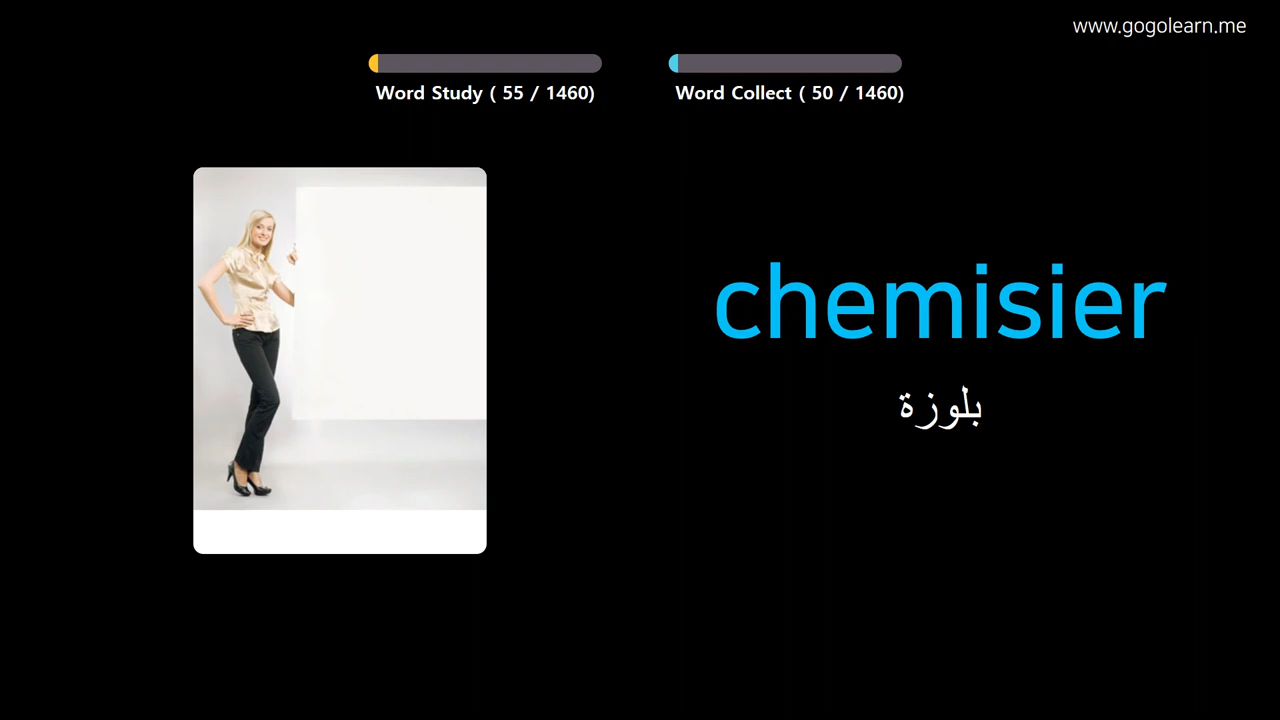 www.gogolearn.me
Word Study ( 55 / 1460)
Word Collect ( 50 / 1460)
chemisier
بلوزة